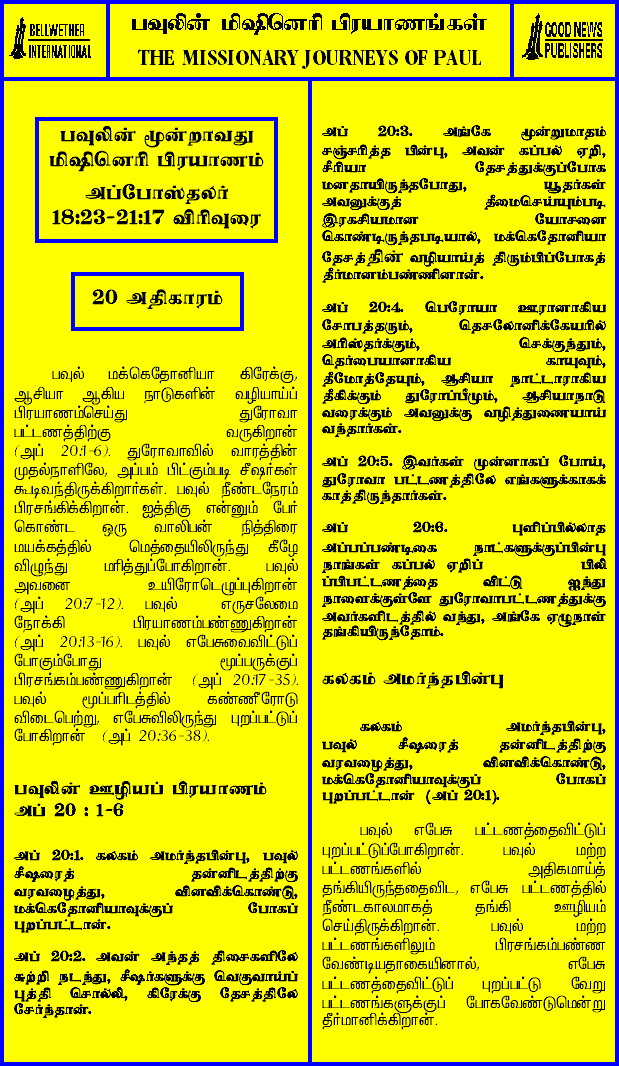 BELLWETHER
INTERNATIONAL
பவுலின் மிஷினெரி பிரயாணங்கள்
THE MISSIONARY JOURNEYS OF PAUL
GOOD NEWS
PUBLISHERS
பவுலின் மூன்றாவது
மிஷினெரி பிரயாணம்
அப்போஸ்தலர்
18:23-21:17 விரிவுரை
20 அதிகாரம்
பவுல் மக்கெதோனியா கிரேக்கு,
ஆசியா ஆகிய நாடுகளின் வழியாய்ப்
பிரயாணம்செய்து துரோவா
பட்டணத்திற்கு வருகிறான்
(அப் 20:1-6). துரோவாவில் வாரத்தின்
முதல்நாளிலே, அப்பம் பிட்கும்படி சீஷர்கள்
கூடிவந்திருக்கிறார்கள். பவுல் நீண்டநேரம்
பிரசங்கிக்கிறான். ஐத்திகு என்னும் பேர்
கொண்ட ஒரு வாலிபன் நித்திரை
மயக்கத்தில் மெத்தையிலிருந்து கீழே
விழுந்து மரித்துப்போகிறான். பவுல்
அவனை உயிரோடெழுப்புகிறான்
(அப் 20:7-12). பவுல் எருசலேமை
நோக்கி பிரயாணம்பண்ணுகிறான்
(அப் 20:13-16). பவுல் எபேசுவைவிட்டுப்
போகும்போது மூப்பருக்குப்
பிரசங்கம்பண்ணுகிறான் (அப் 20:17-35).
பவுல் மூப்பரிடத்தில் கண்ணீரோடு
விடைபெற்று, எபேசுவிலிருந்து புறப்பட்டுப்
போகிறான் (அப் 20:36-38).
பவுலின் ஊழியப் பிரயாணம்
அப் 20 : 1-6
அப் 20:1. கலகம் அமர்ந்தபின்பு, பவுல்
சீஷரைத் தன்னிடத்திற்கு
வரவழைத்து, வினவிக்கொண்டு,
மக்கெதோனியாவுக்குப் போகப்
புறப்பட்டான்.
அப் 20:2. அவன் அந்தத் திசைகளிலே
சுற்றி நடந்து, சீஷர்களுக்கு வெகுவாய்ப்
புத்தி சொல்லி, கிரேக்கு தேசத்திலே
சேர்ந்தான்.
அப் 20:3. அங்கே மூன்றுமாதம்
சஞ்சரித்த பின்பு, அவன் கப்பல் ஏறி,
சீரியா தேசத்துக்குப்போக
மனதாயிருந்தபோது, யூதர்கள்
அவனுக்குத் தீமைசெய்யும்படி
இரகசியமான யோசனை
கொண்டிருந்தபடியால், மக்கெதோனியா
தேசத்தின் வழியாய்த் திரும்பிப்போகத்
தீர்மானம்பண்ணினான்.
அப் 20:4. பெரோயா ஊரானாகிய
சோபத்தரும், தெசலோனிக்கேயரில்
அரிஸ்தர்க்கும், செக்குந்தும்,
தெர்பையானாகிய காயுவும்,
தீமோத்தேயும், ஆசியா நாட்டாராகிய
தீகிக்கும் துரோப்பீமும், ஆசியாநாடு
வரைக்கும் அவனுக்கு வழித்துணையாய்
வந்தார்கள்.
அப் 20:5. இவர்கள் முன்னாகப் போய்,
துரோவா பட்டணத்திலே எங்களுக்காகக்
காத்திருந்தார்கள்.
அப் 20:6. புளிப்பில்லாத
அப்பப்பண்டிகை நாட்களுக்குப்பின்பு
நாங்கள் கப்பல் ஏறிப் பிலி
ப்பிபட்டணத்தை விட்டு ஐந்து
நாளைக்குள்ளே துரோவாபட்டணத்துக்கு
அவர்களிடத்தில் வந்து, அங்கே ஏழுநாள்
தங்கியிருந்தோம்.
கலகம் அமர்ந்தபின்பு
கலகம் அமர்ந்தபின்பு,
பவுல் சீஷரைத் தன்னிடத்திற்கு
வரவழைத்து, வினவிக்கொண்டு,
மக்கெதோனியாவுக்குப் போகப்
புறப்பட்டான் (அப் 20:1).
பவுல் எபேசு பட்டணத்தைவிட்டுப்
புறப்பட்டுப்போகிறான். பவுல் மற்ற
பட்டணங்களில் அதிகமாய்த்
தங்கியிருந்ததைவிட, எபேசு பட்டணத்தில்
நீண்டகாலமாகத் தங்கி ஊழியம்
செய்திருக்கிறான். பவுல் மற்ற
பட்டணங்களிலும் பிரசங்கம்பண்ண
வேண்டியதாகையினால், எபேசு
பட்டணத்தைவிட்டுப் புறப்பட்டு வேறு
பட்டணங்களுக்குப் போகவேண்டுமென்று
தீர்மானிக்கிறான்.